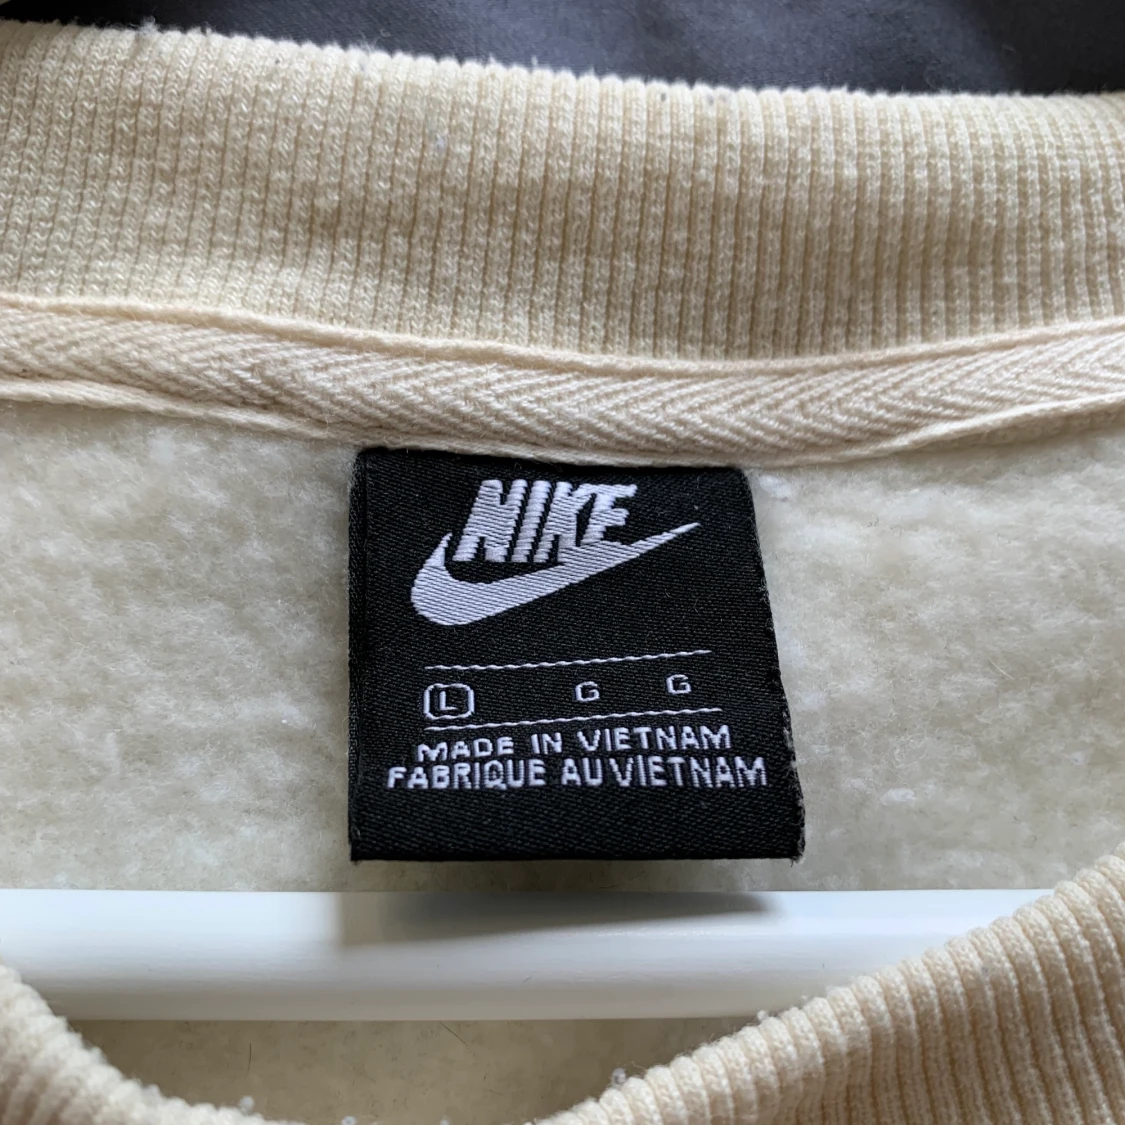 NIKE
L G G
MADE IN VIETNAM
FABRIQUE AU VIETNAM